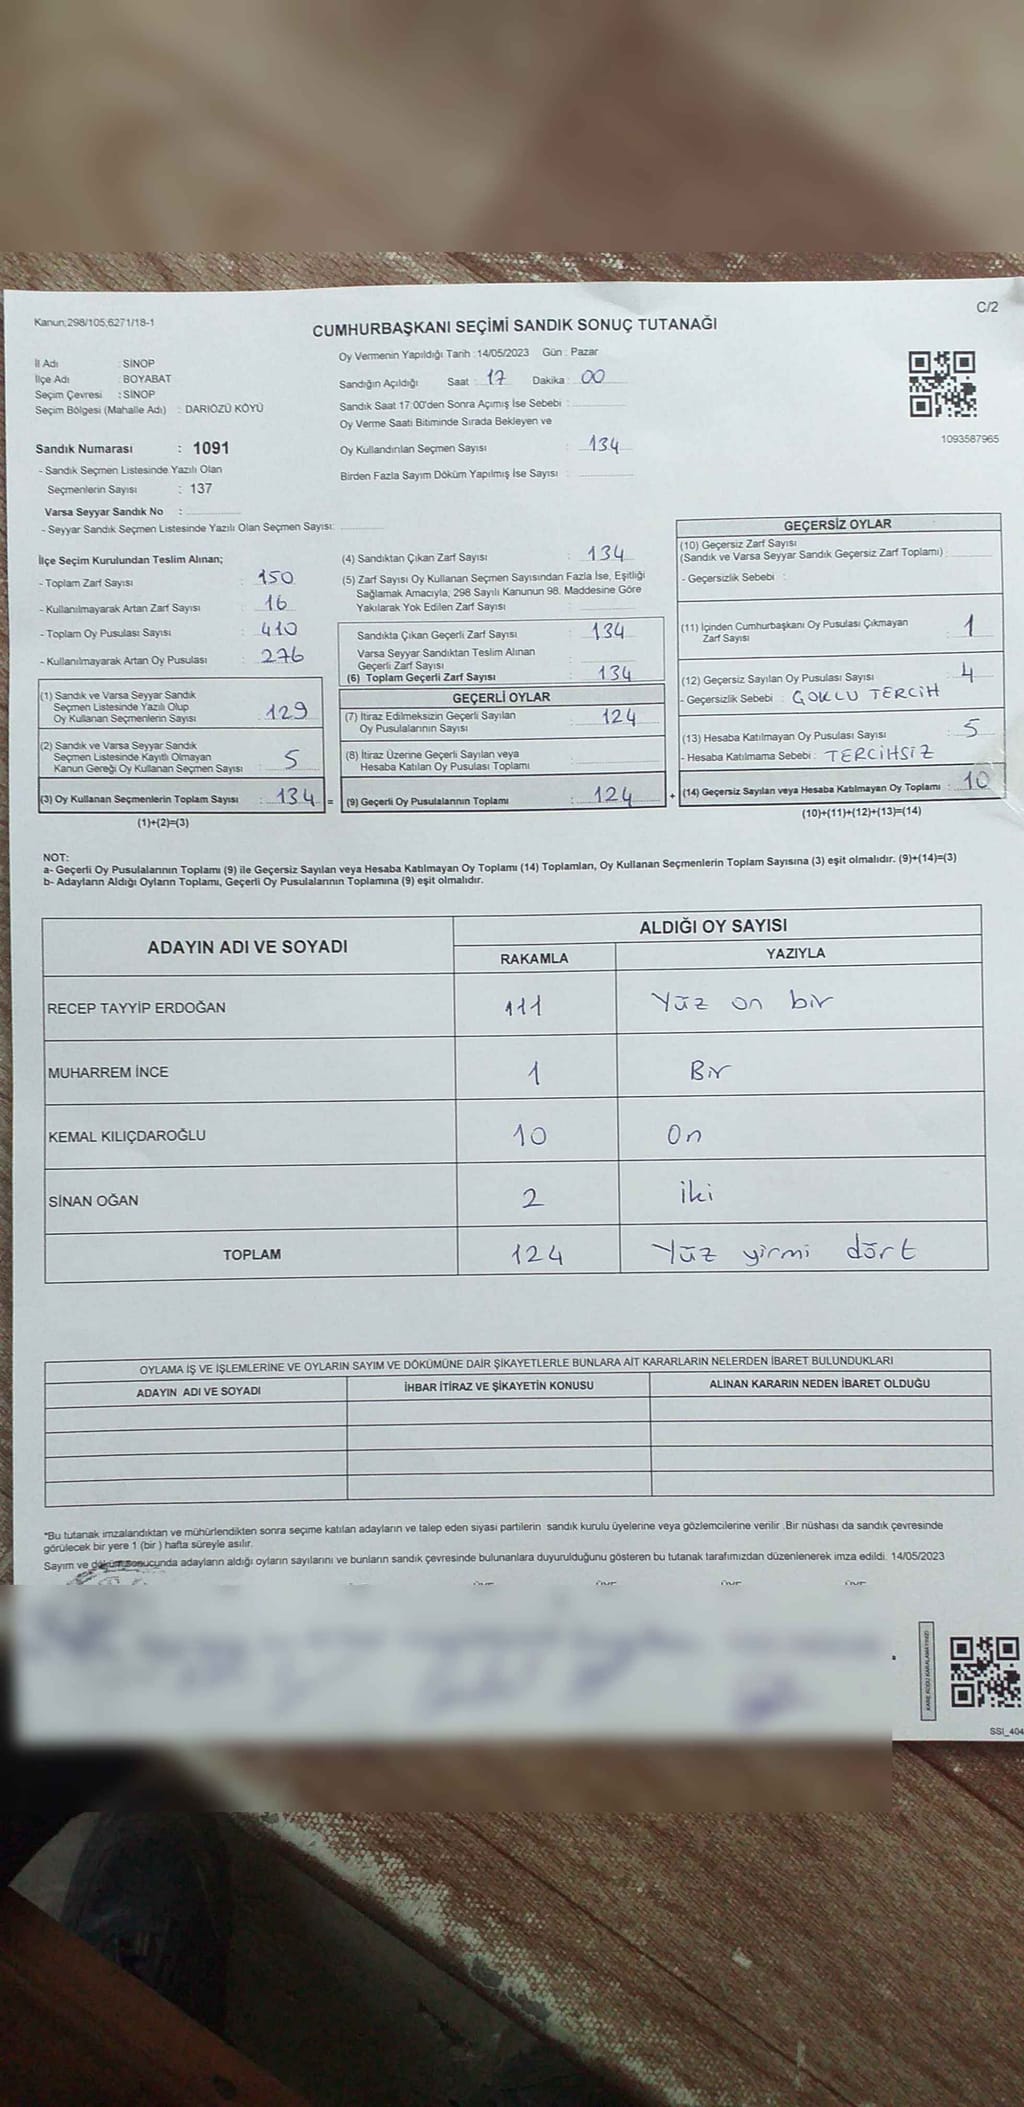 C/2
Kanun;298/105;6271/18-1
CUMHURBAŞKANI SEÇİMİ SANDIK SONUÇ TUTANAĞI
İl Adı : SİNOP
İlçe Adı : BOYABAT
Seçim Çevresi : SİNOP
Seçim Bölgesi (Mahalle Adı) : DARIÖZÜ KÖYÜ
Oy Vermenin Yapıldığı Tarih : 14/05/2023 Gün : Pazar
Sandığın Açıldığı Saat : 17 Dakika : 00
Sandık Saat 17:00'den Sonra Açımış İse Sebebi :
Oy Verme Saati Bitiminde Sırada Bekleyen ve
Oy Kullandırılan Seçmen Sayısı : 134
Birden Fazla Sayım Döküm Yapılmış İse Sayısı :
1093587965
Sandık Numarası : 1091
- Sandık Seçmen Listesinde Yazılı Olan
Seçmenlerin Sayısı : 137
Varsa Seyyar Sandık No :
- Seyyar Sandık Seçmen Listesinde Yazılı Olan Seçmen Sayısı:
İlçe Seçim Kurulundan Teslim Alınan;
- Toplam Zarf Sayısı : 150
- Kullanılmayarak Artan Zarf Sayısı : 16
- Toplam Oy Pusulası Sayısı : 410
- Kullanılmayarak Artan Oy Pusulası : 276
(1) Sandık ve Varsa Seyyar Sandık
Seçmen Listesinde Yazılı Olup
Oy Kullanan Seçmenlerin Sayısı : 129
(2) Sandık ve Varsa Seyyar Sandık
Seçmen Listesinde Kayıtlı Olmayan
Kanun Gereği Oy Kullanan Seçmen Sayısı : 5
(3) Oy Kullanan Seçmenlerin Toplam Sayısı : 134 =
(1)+(2)=(3)
(4) Sandıktan Çıkan Zarf Sayısı : 134
(5) Zarf Sayısı Oy Kullanan Seçmen Sayısından Fazla İse, Eşitliği
Sağlamak Amacıyla, 298 Sayılı Kanunun 98. Maddesine Göre
Yakılarak Yok Edilen Zarf Sayısı :
Sandıkta Çıkan Geçerli Zarf Sayısı : 134
Varsa Seyyar Sandıktan Teslim Alınan
Geçerli Zarf Sayısı :
(6) Toplam Geçerli Zarf Sayısı : 134
GEÇERLİ OYLAR
(7) İtiraz Edilmeksizin Geçerli Sayılan
Oy Pusulalarının Sayısı : 124
(8) İtiraz Üzerine Geçerli Sayılan veya
Hesaba Katılan Oy Pusulası Toplamı :
(9) Geçerli Oy Pusulalarının Toplamı : 124 +
GEÇERSİZ OYLAR
(10) Geçersiz Zarf Sayısı
(Sandık ve Varsa Seyyar Sandık Geçersiz Zarf Toplamı) :
- Geçersizlik Sebebi :
(11) İçinden Cumhurbaşkanı Oy Pusulası Çıkmayan
Zarf Sayısı : 1
(12) Geçersiz Sayılan Oy Pusulası Sayısı : 4
- Geçersizlik Sebebi : ÇOKLU TERCİH
(13) Hesaba Katılmayan Oy Pusulası Sayısı : 5
- Hesaba Katılmama Sebebi : TERCİHSİZ
(14) Geçersiz Sayılan veya Hesaba Katılmayan Oy Toplamı : 10
(10)+(11)+(12)+(13)=(14)
NOT:
a- Geçerli Oy Pusulalarının Toplamı (9) ile Geçersiz Sayılan veya Hesaba Katılmayan Oy Toplamı (14) Toplamları, Oy Kullanan Seçmenlerin Toplam Sayısına (3) eşit olmalıdır. (9)+(14)=(3)
b- Adayların Aldığı Oyların Toplamı, Geçerli Oy Pusulalarının Toplamına (9) eşit olmalıdır.
ADAYIN ADI VE SOYADI ALDIĞI OY SAYISI
RAKAMLA YAZIYLA
RECEP TAYYİP ERDOĞAN 111 Yüz on bir
MUHARREM İNCE 1 Bir
KEMAL KILIÇDAROĞLU 10 On
SİNAN OĞAN 2 iki
TOPLAM 124 Yüz yirmi dört
OYLAMA İŞ VE İŞLEMLERİNE VE OYLARIN SAYIM VE DÖKÜMÜNE DAİR ŞİKAYETLERLE BUNLARA AİT KARARLARIN NELERDEN İBARET BULUNDUKLARI
ADAYIN ADI VE SOYADI İHBAR İTİRAZ VE ŞİKAYETİN KONUSU ALINAN KARARIN NEDEN İBARET OLDUĞU
*Bu tutanak imzalandıktan ve mühürlendikten sonra seçime katılan adayların ve talep eden siyasi partilerin sandık kurulu üyelerine veya gözlemcilerine verilir .Bir nüshası da sandık çevresinde
görülecek bir yere 1 (bir ) hafta süreyle asılır.
Sayım ve döküm sonucunda adayların aldığı oyların sayılarını ve bunların sandık çevresinde bulunanlara duyurulduğunu gösteren bu tutanak tarafımızdan düzenlenerek imza edildi. 14/05/2023
SSI_404